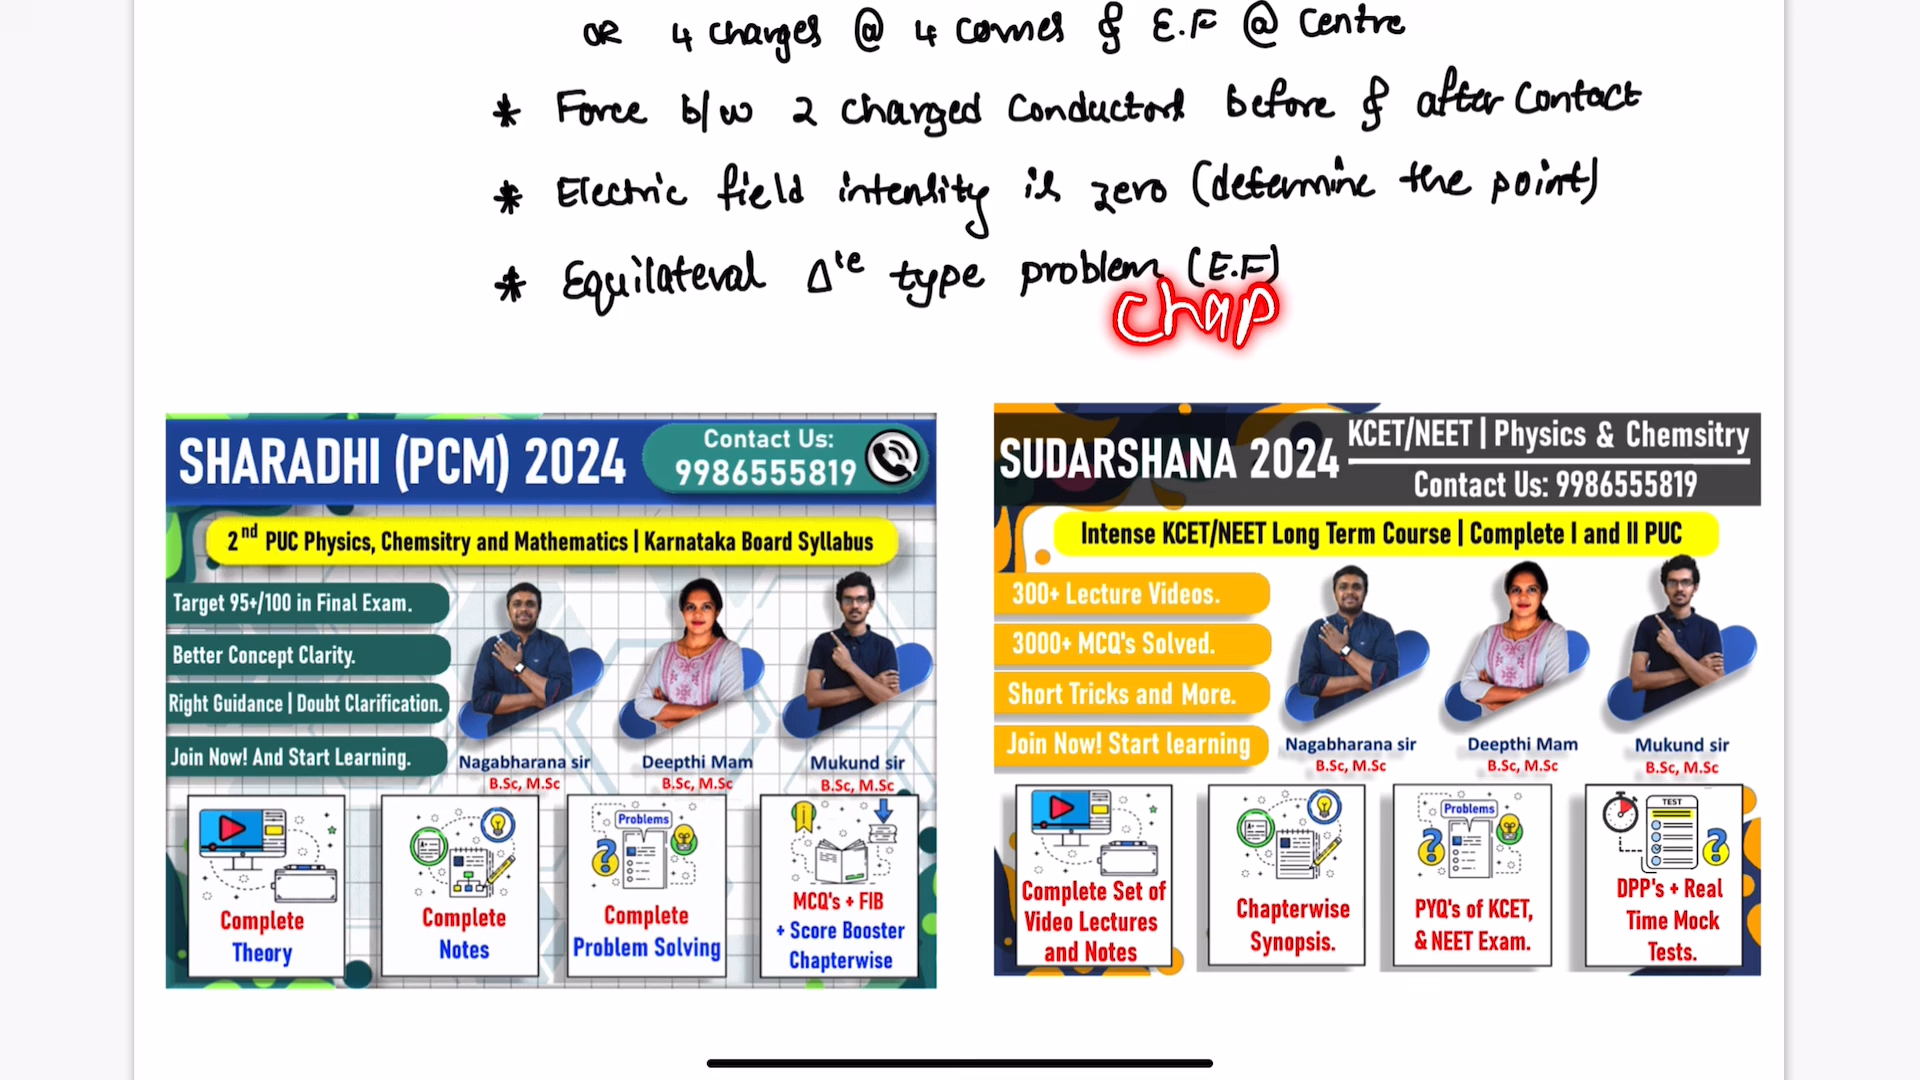 OR 4 charges @ 4 corners & E.F @ Centre
* Force b/w 2 charged Conductors before & after Contact
* Electric field intensity is zero (determine the point)
* Equilateral Δ'le type problem (E.F)
Chap
SHARADHI (PCM) 2024
Contact Us:
9986555819
2nd PUC Physics, Chemsitry and Mathematics | Karnataka Board Syllabus
Target 95+/100 in Final Exam.
Better Concept Clarity.
Right Guidance | Doubt Clarification.
Join Now! And Start Learning.
Nagabharana sir
B.Sc, M.Sc
Deepthi Mam
B.Sc, M.Sc
Mukund sir
B.Sc, M.Sc
Complete
Theory
Complete
Notes
Problems
Complete
Problem Solving
MCQ's + FIB
+ Score Booster
Chapterwise
SUDARSHANA 2024
KCET/NEET | Physics & Chemsitry
Contact Us: 9986555819
Intense KCET/NEET Long Term Course | Complete I and II PUC
300+ Lecture Videos.
3000+ MCQ's Solved.
Short Tricks and More.
Join Now! Start learning
Nagabharana sir
B.Sc, M.Sc
Deepthi Mam
B.Sc, M.Sc
Mukund sir
B.Sc, M.Sc
Complete Set of
Video Lectures
and Notes
Chapterwise
Synopsis.
Problems
PYQ's of KCET,
& NEET Exam.
TEST
DPP's + Real
Time Mock
Tests.